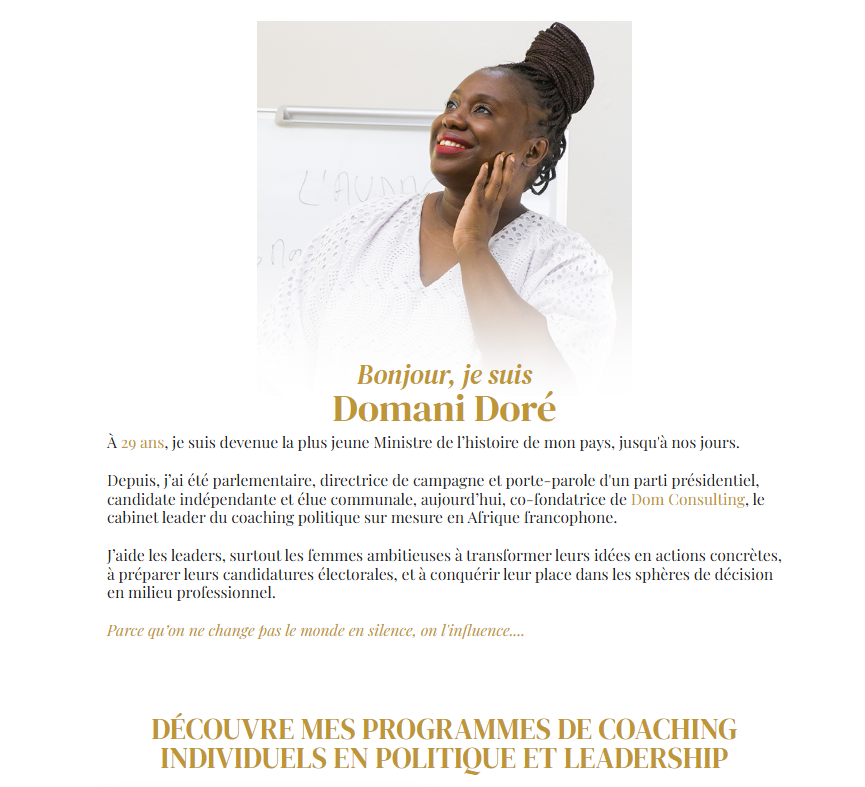 L'AUDAC
Bonjour, je suis
Domani Doré
À 29 ans, je suis devenue la plus jeune Ministre de l’histoire de mon pays, jusqu'à nos jours.
Depuis, j’ai été parlementaire, directrice de campagne et porte-parole d'un parti présidentiel,
candidate indépendante et élue communale, aujourd’hui, co-fondatrice de Dom Consulting, le
cabinet leader du coaching politique sur mesure en Afrique francophone.
J’aide les leaders, surtout les femmes ambitieuses à transformer leurs idées en actions concrètes,
à préparer leurs candidatures électorales, et à conquérir leur place dans les sphères de décision
en milieu professionnel.
Parce qu’on ne change pas le monde en silence, on l'influence....
DÉCOUVRE MES PROGRAMMES DE COACHING
INDIVIDUELS EN POLITIQUE ET LEADERSHIP